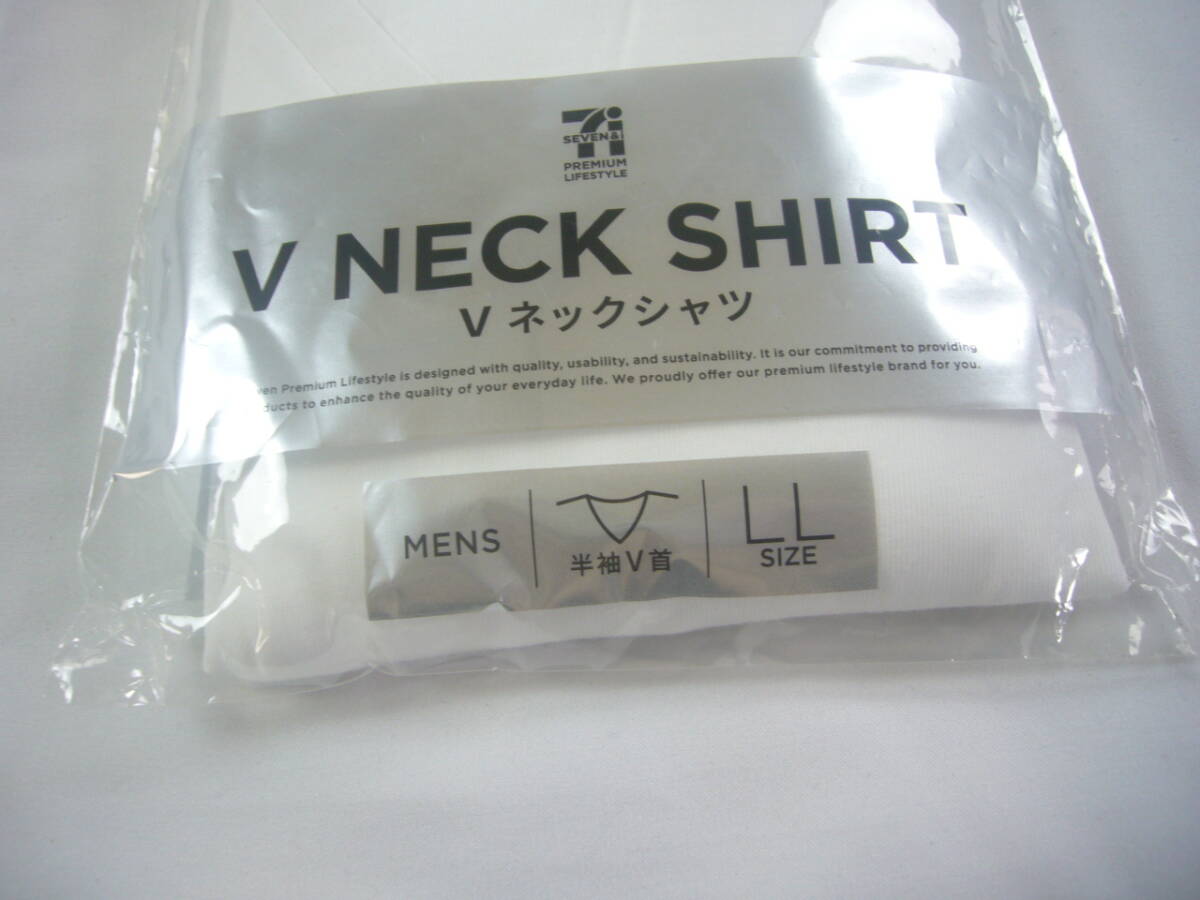 7i
SEVEN&i
PREMIUM
LIFESTYLE
V NECK SHIRT
V ネックシャツ
Premium Lifestyle is designed with quality, usability, and sustainability. It is our commitment to providing
to enhance the quality of your everyday life. We proudly offer our premium lifestyle brand for you.
MENS
半袖V首
LL
SIZE